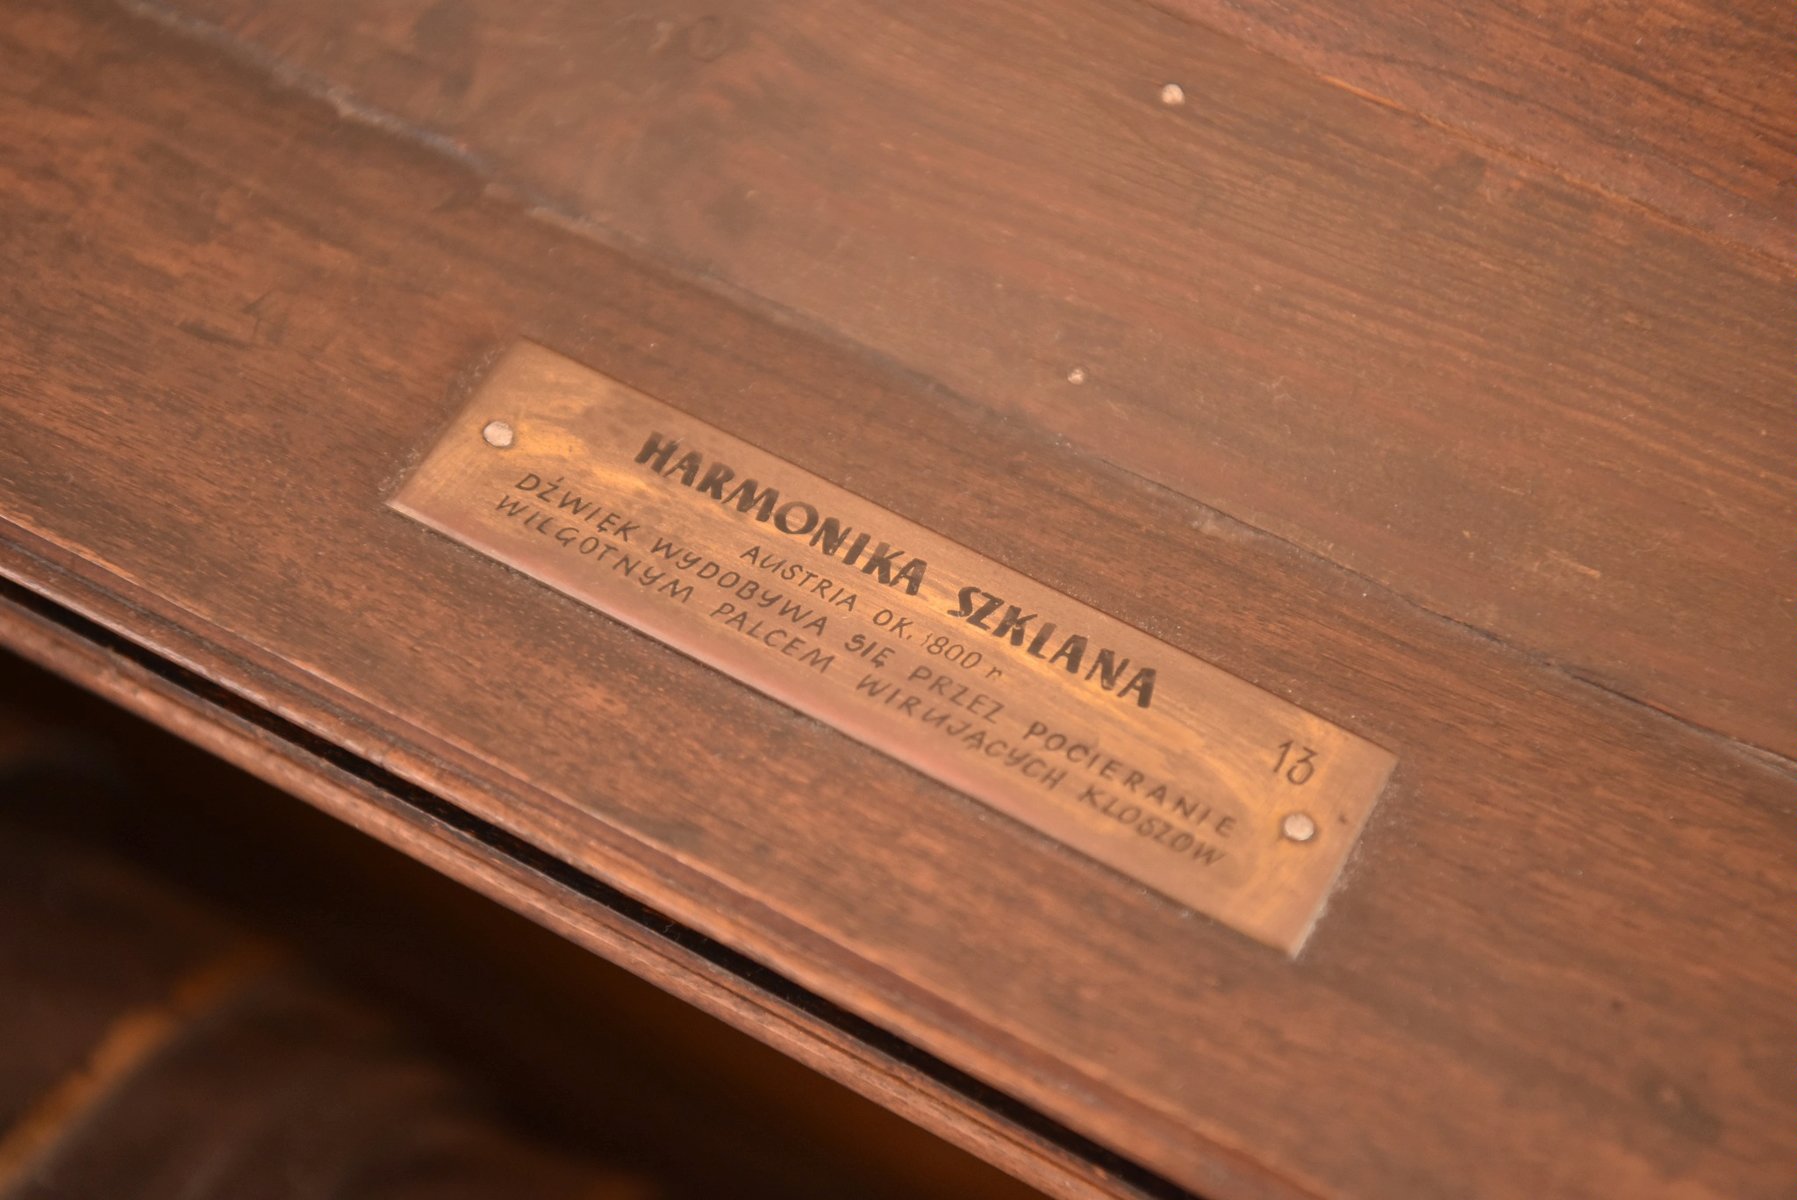 HARMONIKA SZKLANA
AUSTRIA OK. 1800 r
DŹWIĘK WYDOBYWA SIĘ PRZEZ POCIERANIE
WILGOTNYM PALCEM WIRUJĄCYCH KLOSZÓW
13